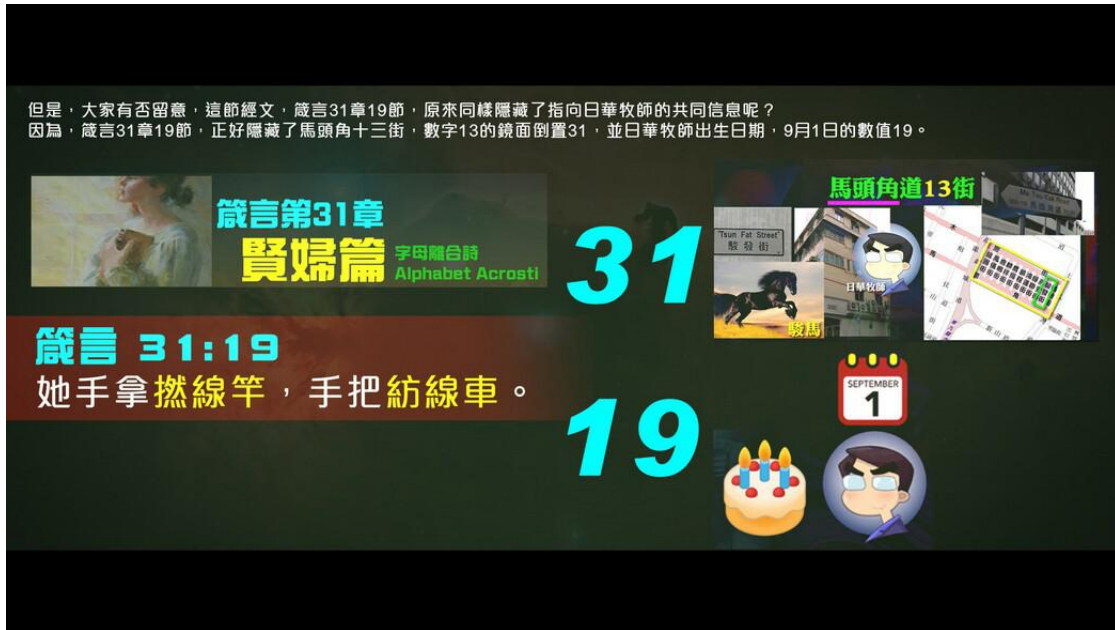 但是，大家有否留意，這節經文，箴言31章19節，原來同樣隱藏了指向日華牧師的共同信息呢？
因為，箴言31章19節，正好隱藏了馬頭角十三街，數字13的鏡面倒置31，並日華牧師出生日期，9月1日的數值19。
箴言第31章
賢婦篇
字母離合詩
Alphabet Acrosti
箴言 31:19
她手拿撚線竿，手把紡線車。
31
馬頭角道13街
"Tsun Fat Street"
駿發街
日華牧師
駿馬
19
SEPTEMBER
1